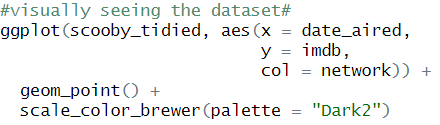 #visually seeing the dataset#
ggplot(scooby_tidied, aes(x = date_aired,
y = imdb,
col = network)) +
geom_point() +
scale_color_brewer(palette = "Dark2")